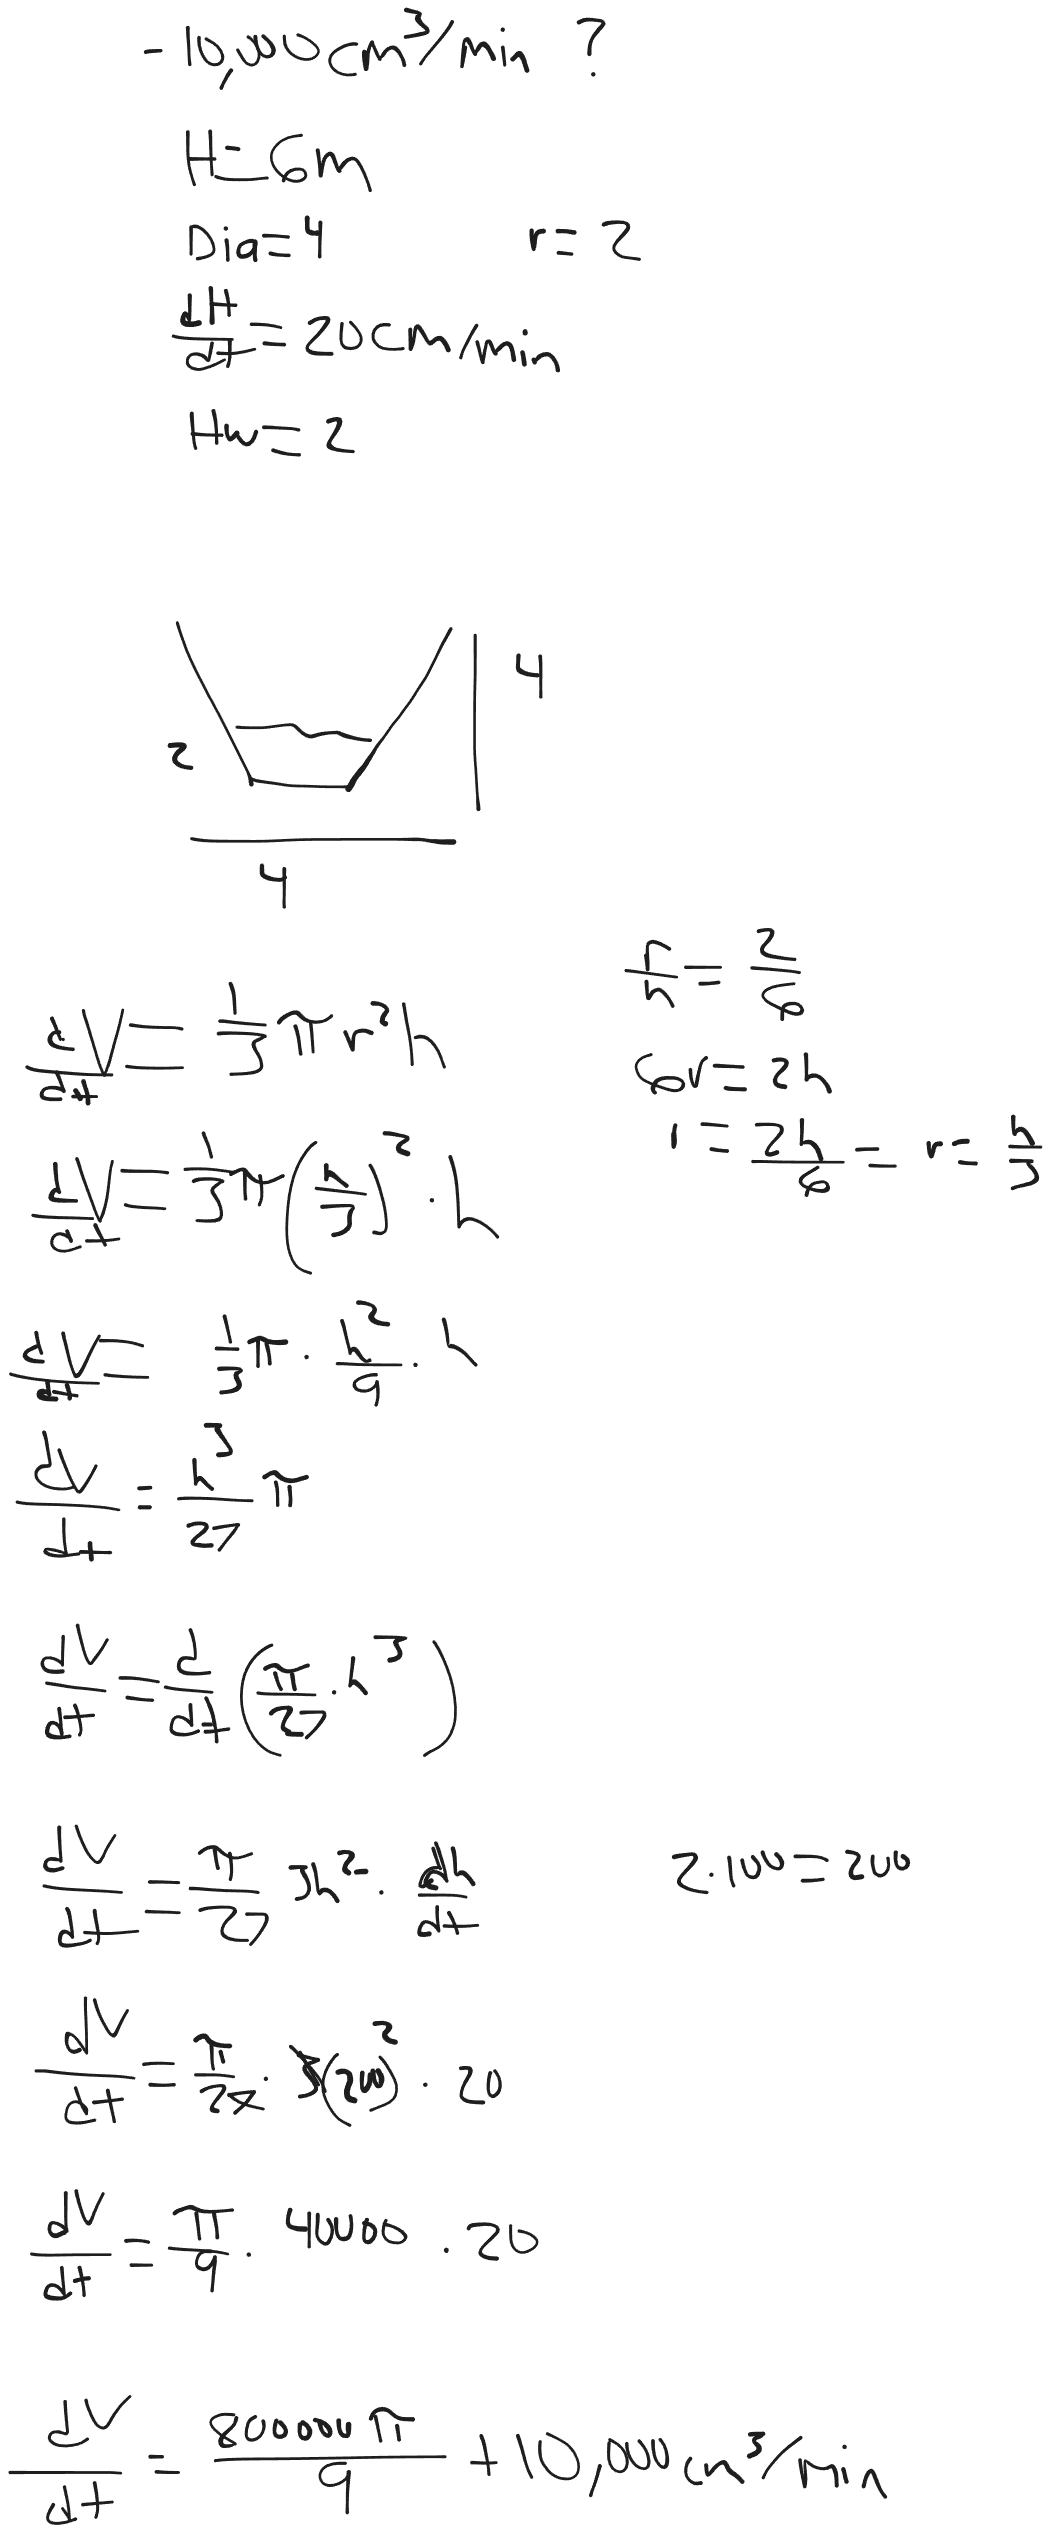 - 10,000 cm³/min ?
H = 6m
Dia = 4 r = 2
dH/dt = 20 cm/min
Hw = 2
4
2
4
r/h = 2/6
dV/dt = 1/3 π r² h
6r = 2h
r = 2h/6 = r = h/3
dV/dt = 1/3 π (h/3)² · h
dV/dt = 1/3 π · h²/9 · h
dV/dt = h³/27 π
dV/dt = d/dt (π/27 · h³)
dV/dt = π/27 3h² · dh/dt 2·100 = 200
dV/dt = π/27 · 3(200)² · 20
dV/dt = π/9 · 40000 · 20
dV/dt = 800000 π/9 + 10,000 cm³/min